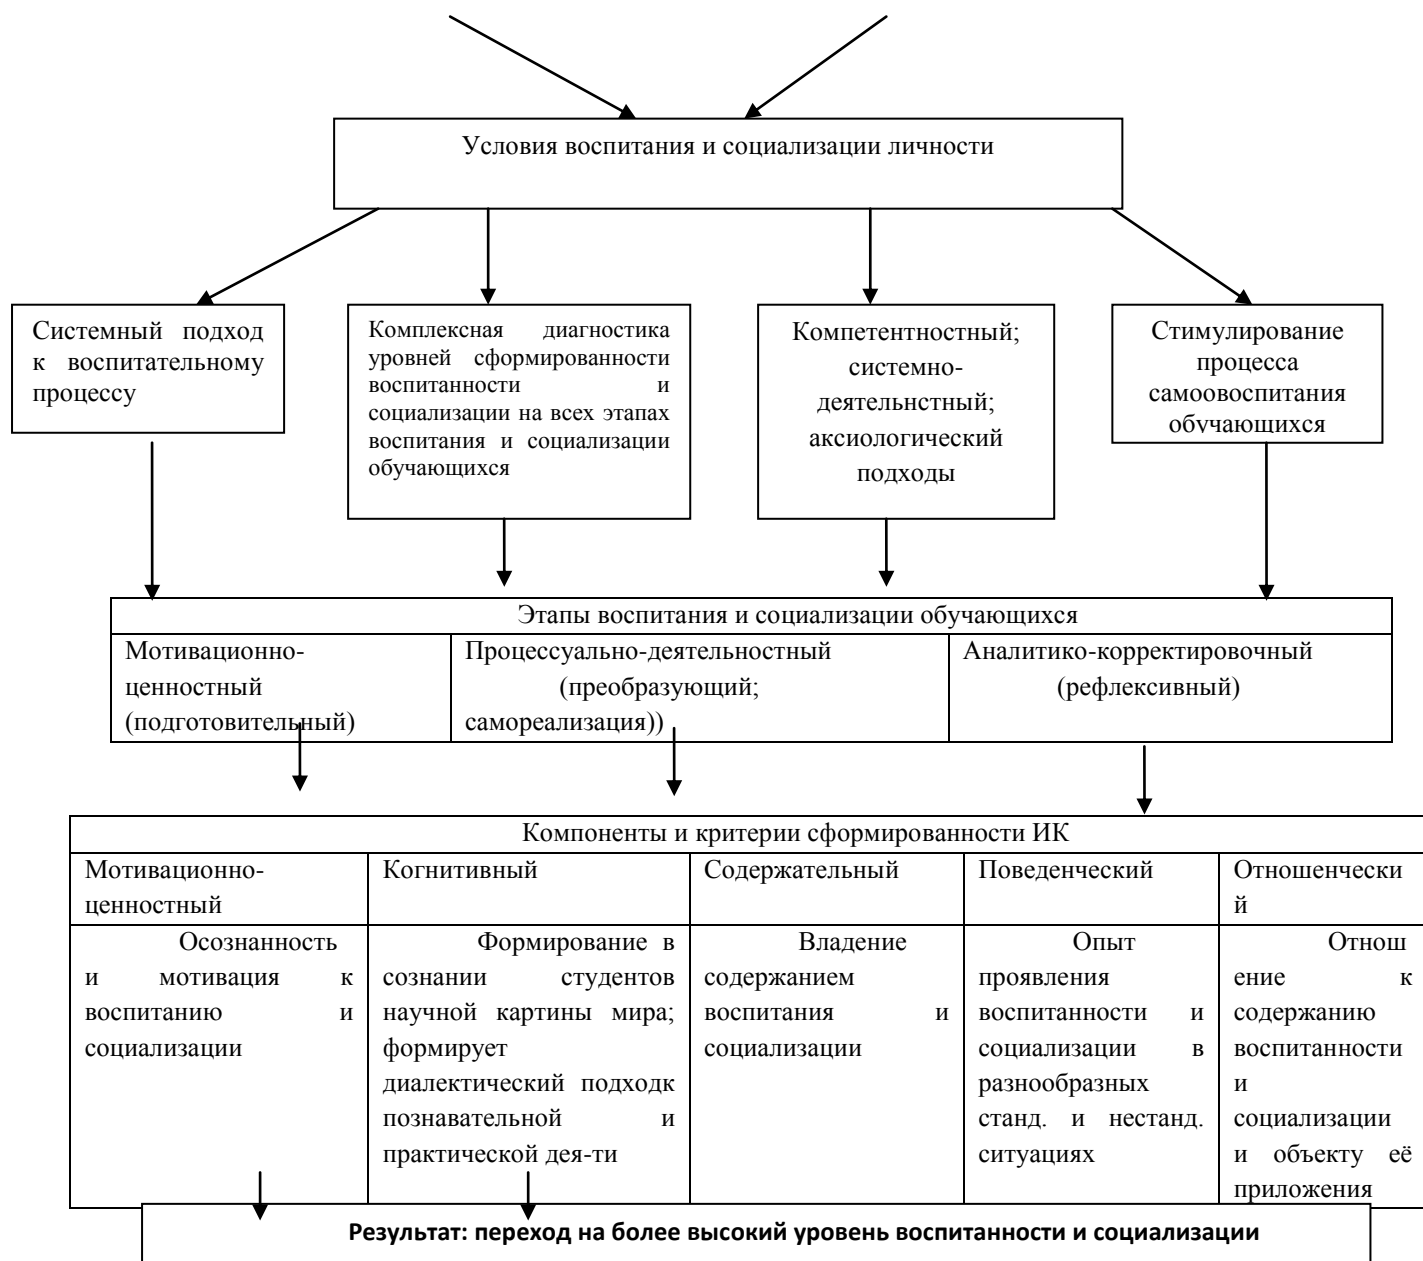 Условия воспитания и социализации личности
Системный подход
к воспитательному
процессу
Комплексная диагностика
уровней сформированности
воспитанности и
социализации на всех этапах
воспитания и социализации
обучающихся
Компетентностный;
системно-
деятельнстный;
аксиологический
подходы
Стимулирование
процесса
самоовоспитания
обучающихся
Этапы воспитания и социализации обучающихся
Мотивационно-
ценностный
(подготовительный)
Процессуально-деятельностный
(преобразующий;
самореализация))
Аналитико-корректировочный
(рефлексивный)
Компоненты и критерии сформированности ИК
Мотивационно-
ценностный
Когнитивный
Содержательный
Поведенческий
Отношенчески
й
Осознанность
и мотивация к
воспитанию и
социализации
Формирование в
сознании студентов
научной картины мира;
формирует
диалектический подходк
познавательной и
практической дея-ти
Владение
содержанием
воспитания и
социализации
Опыт
проявления
воспитанности и
социализации в
разнообразных
станд. и нестанд.
ситуациях
Отнош
ение к
содержанию
воспитанности
и
социализации
и объекту её
приложения
Результат: переход на более высокий уровень воспитанности и социализации